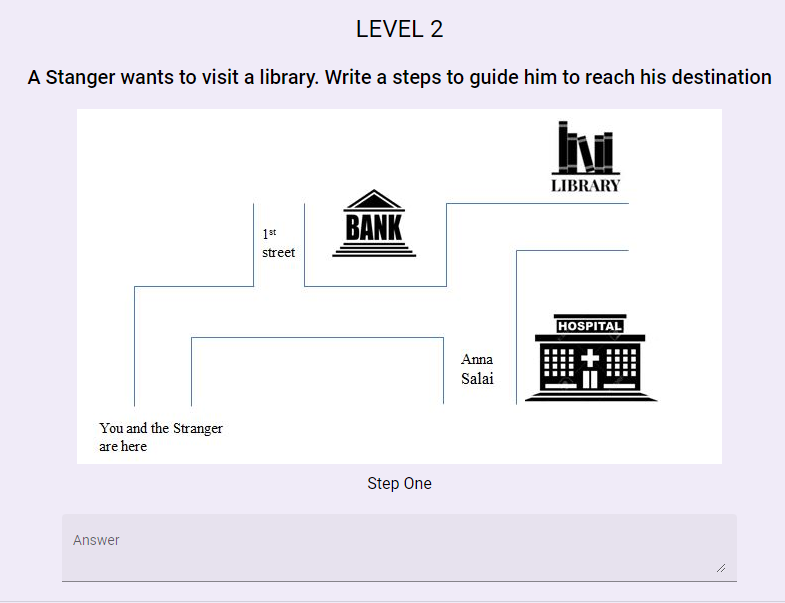 LEVEL 2
A Stanger wants to visit a library. Write a steps to guide him to reach his destination
LIBRARY
BANK
1st
street
HOSPITAL
Anna
Salai
You and the Stranger
are here
Step One
Answer